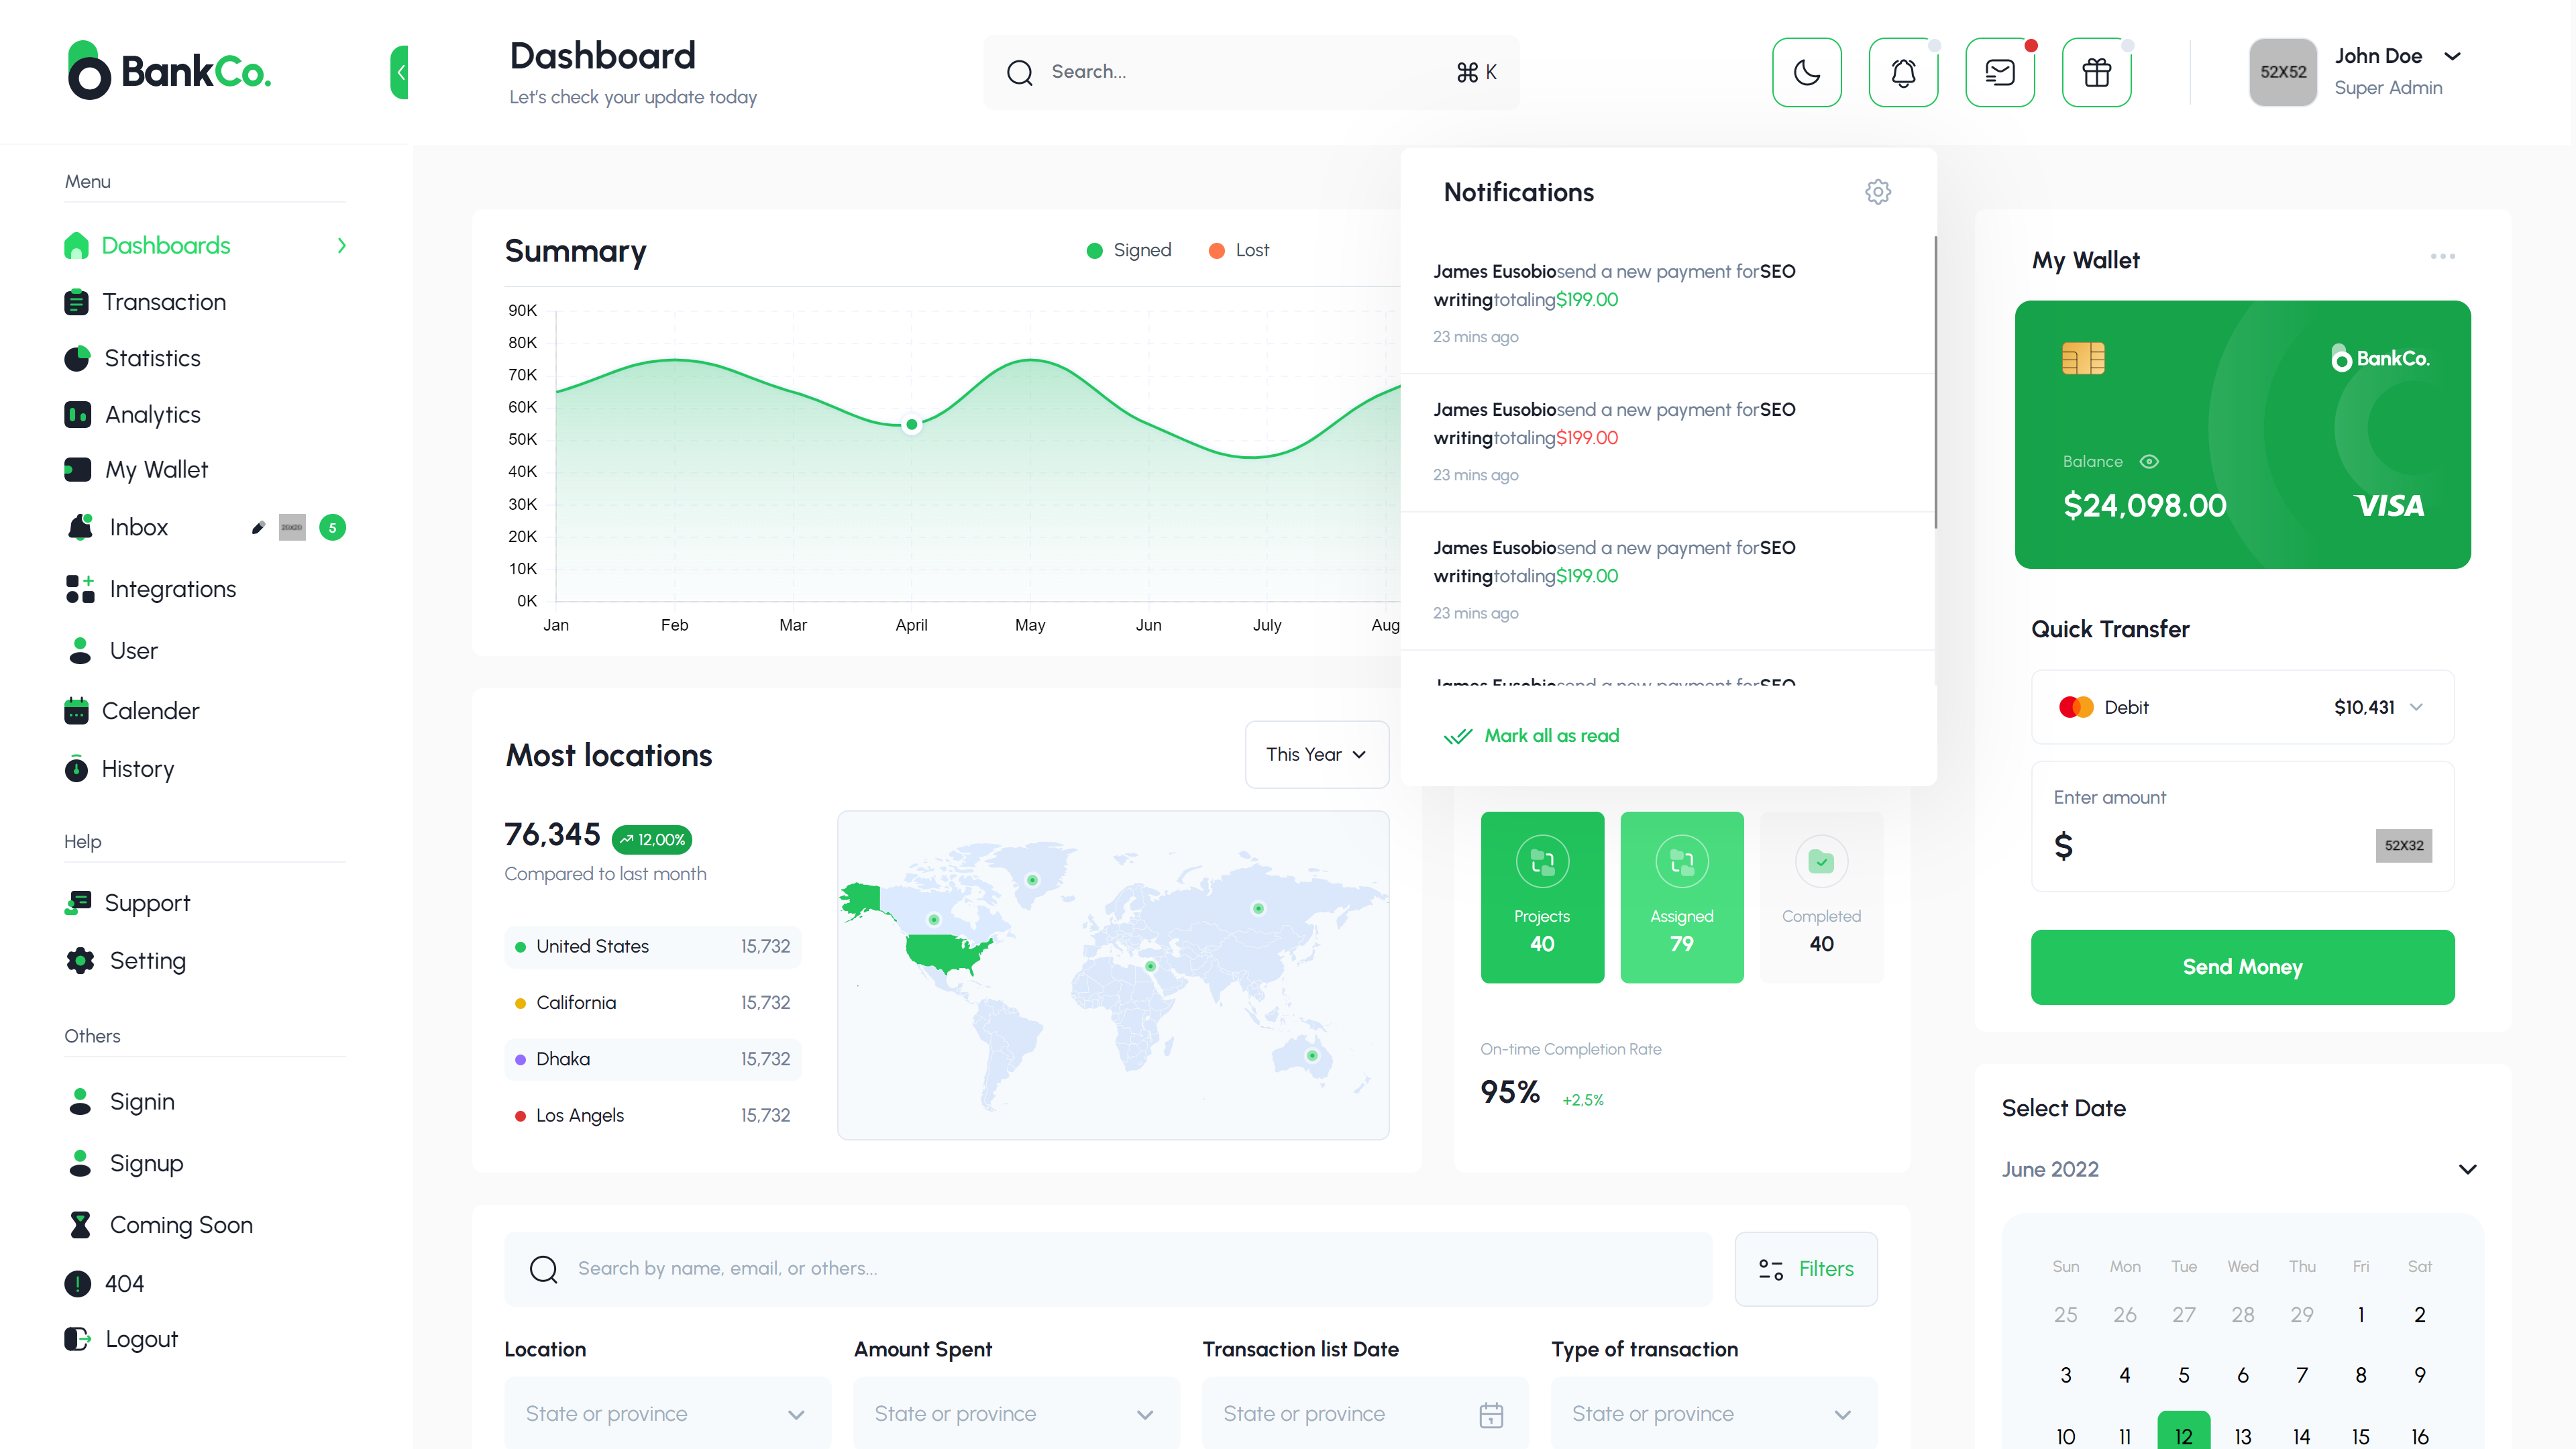 BankCo.
Dashboard
Let's check your update today
Search...
⌘ K
52X52
John Doe
Super Admin
Menu
Dashboards
Transaction
Statistics
Analytics
My Wallet
Inbox
20X20
5
Integrations
User
Calender
History
Help
Support
Setting
Others
Signin
Signup
Coming Soon
404
Logout
Summary
Signed
Lost
90K
80K
70K
60K
50K
40K
30K
20K
10K
0K
Jan Feb Mar April May Jun July Aug
Notifications
James Eusobiosend a new payment forSEO
writingtotaling$199.00
23 mins ago
James Eusobiosend a new payment forSEO
writingtotaling$199.00
23 mins ago
James Eusobiosend a new payment forSEO
writingtotaling$199.00
23 mins ago
James Eusobiosend a new payment forSEO
Mark all as read
Most locations
This Year
76,345
12,00%
Compared to last month
United States 15,732
California 15,732
Dhaka 15,732
Los Angels 15,732
Projects
40
Assigned
79
Completed
40
On-time Completion Rate
95%
+2,5%
Search by name, email, or others...
Filters
Location
State or province
Amount Spent
State or province
Transaction list Date
State or province
Type of transaction
State or province
My Wallet
BankCo.
Balance
$24,098.00
VISA
Quick Transfer
Debit
$10,431
Enter amount
$
52X32
Send Money
Select Date
June 2022
Sun Mon Tue Wed Thu Fri Sat
25 26 27 28 29 1 2
3 4 5 6 7 8 9
10 11 12 13 14 15 16